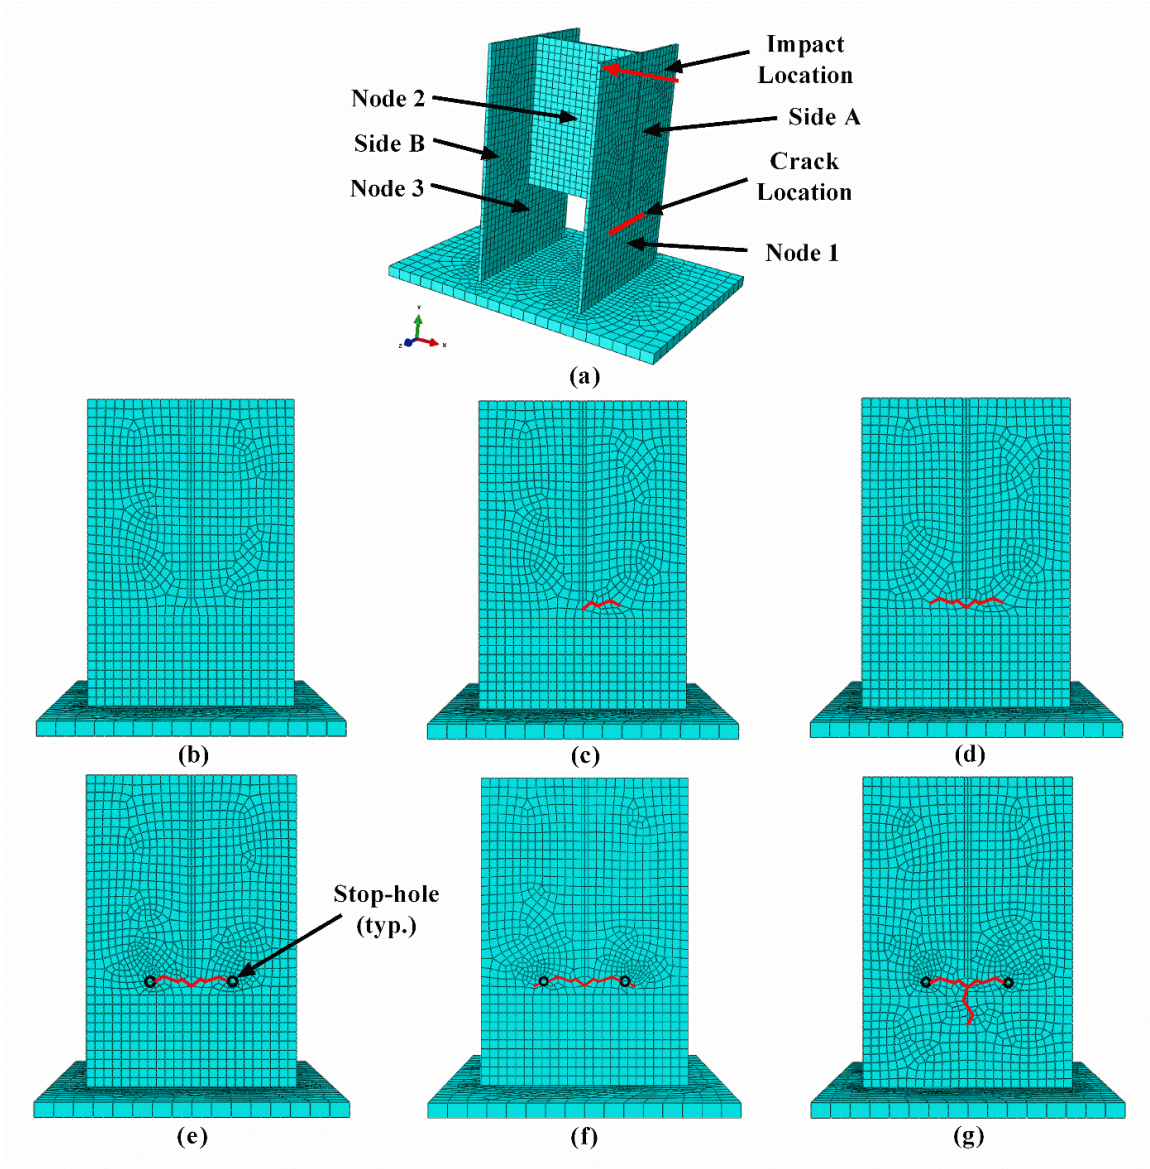 Impact
Location
Node 2
Side A
Side B
Crack
Location
Node 3
Node 1
Y
Z
X
(a)
(b)
(c)
(d)
Stop-hole
(typ.)
(e)
(f)
(g)